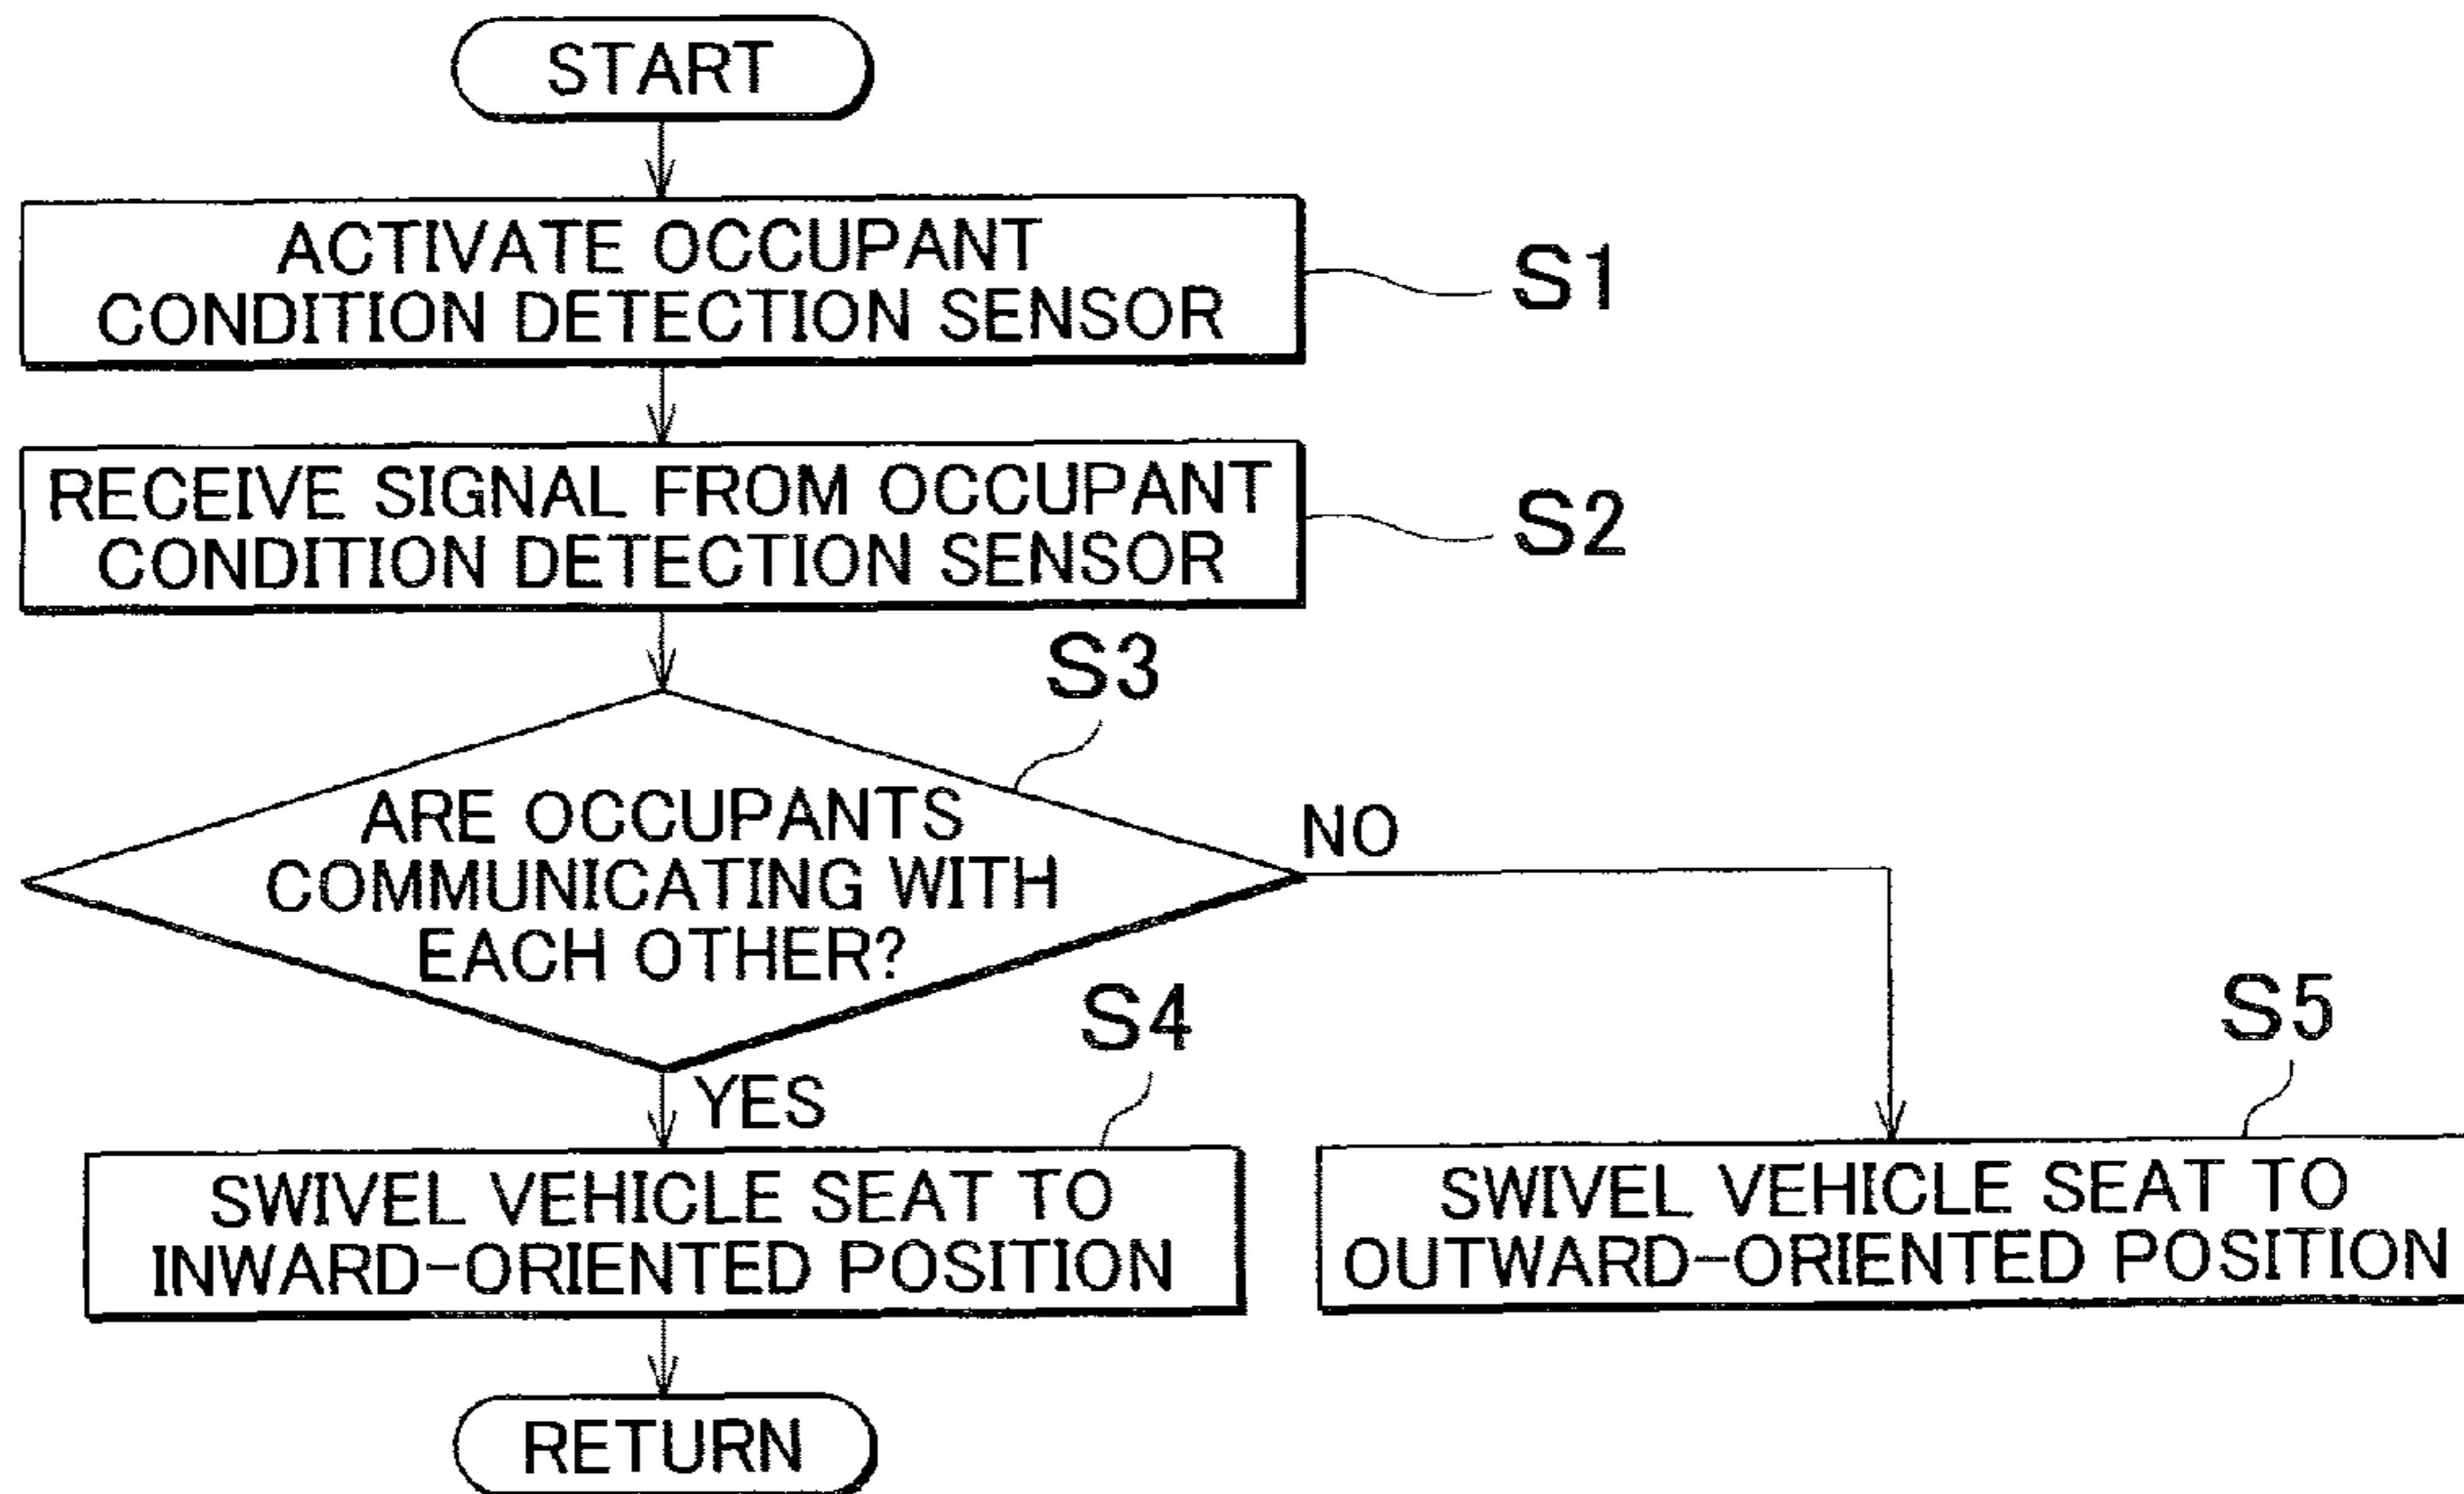 START
ACTIVATE OCCUPANT
CONDITION DETECTION SENSOR
S1
RECEIVE SIGNAL FROM OCCUPANT
CONDITION DETECTION SENSOR
S2
S3
ARE OCCUPANTS
COMMUNICATING WITH
EACH OTHER?
NO
YES
S4
SWIVEL VEHICLE SEAT TO
INWARD-ORIENTED POSITION
S5
SWIVEL VEHICLE SEAT TO
OUTWARD-ORIENTED POSITION
RETURN